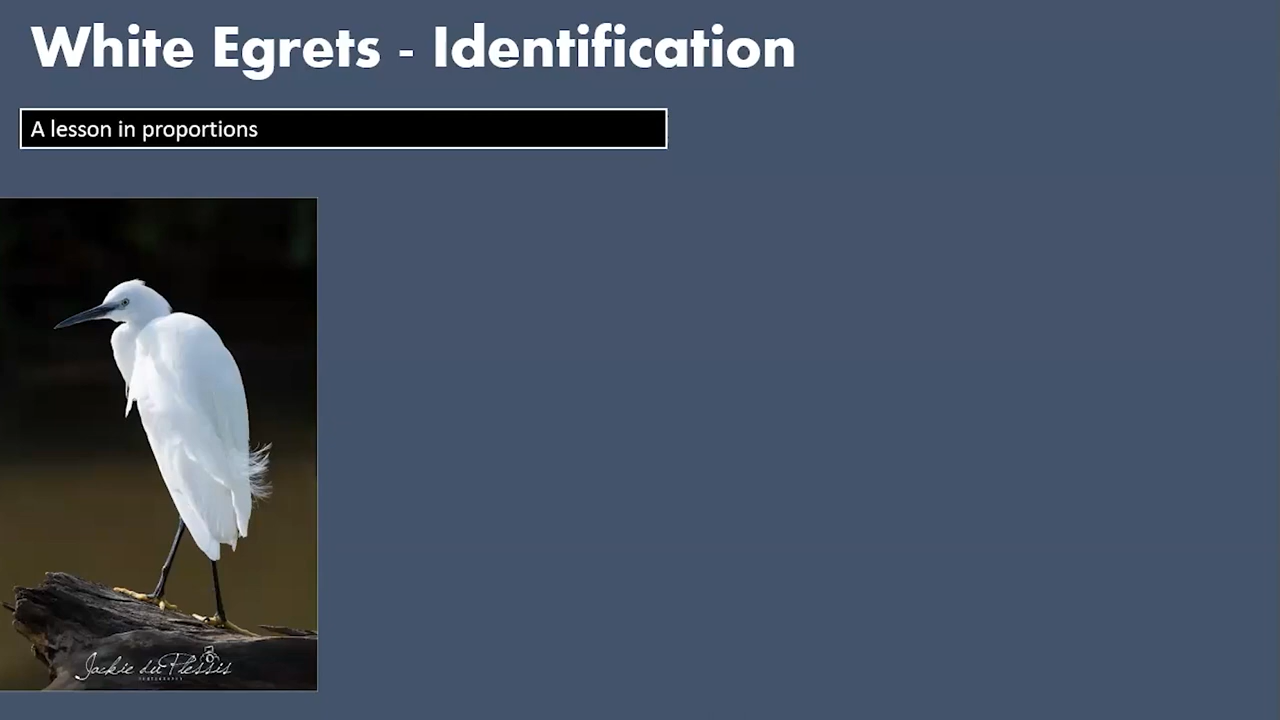 White Egrets - Identification
A lesson in proportions
Jackie du Plessis